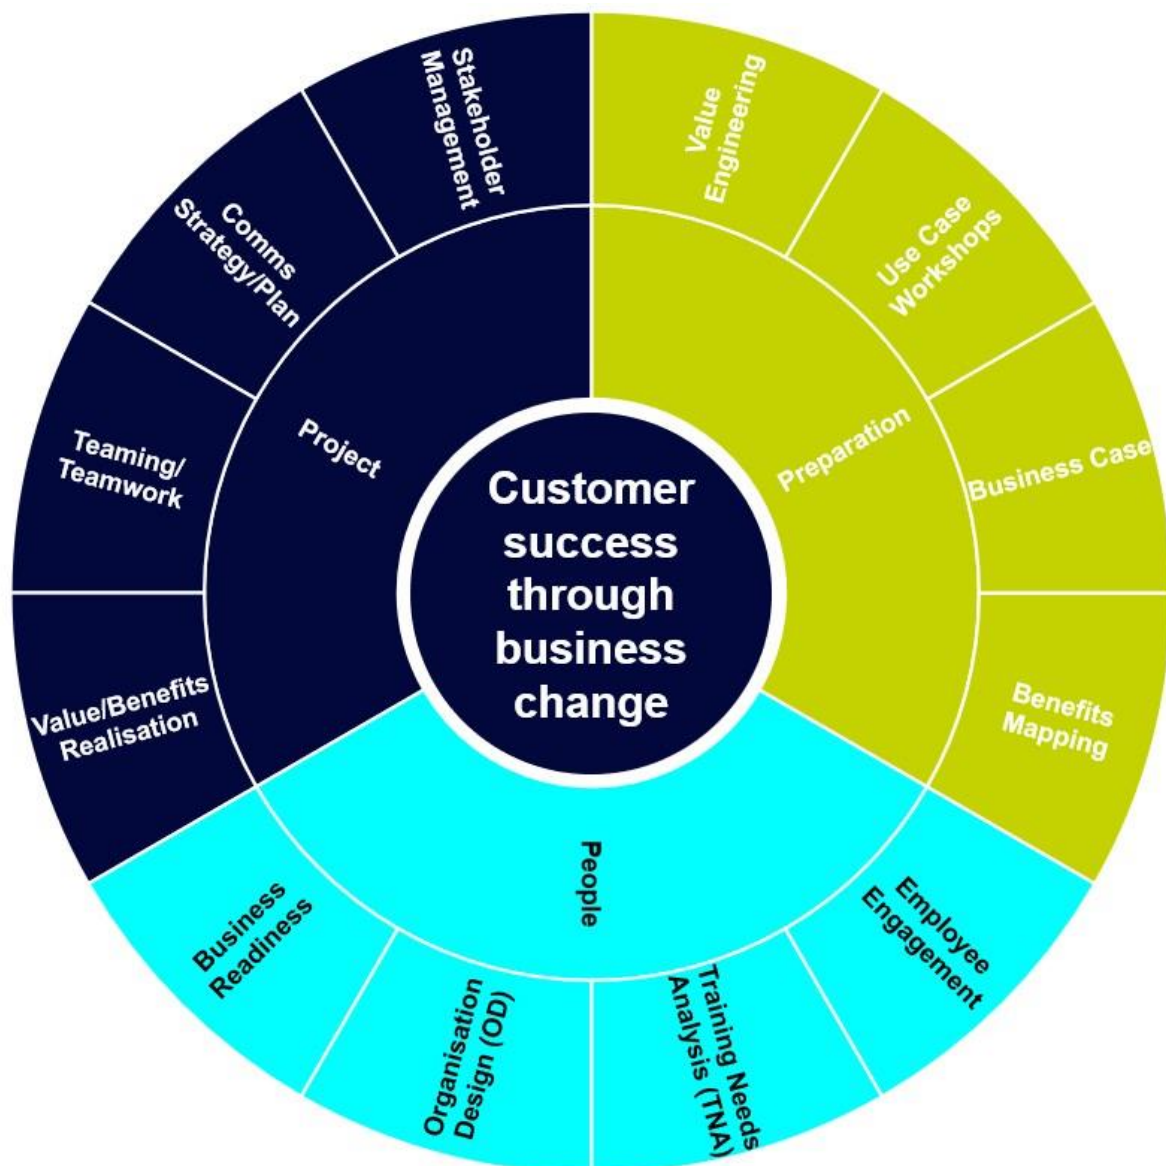 Customer
success
through
business
change
Preparation
Value
Engineering
Use Case
Workshops
Business Case
Benefits
Mapping
People
Employee
Engagement
Training Needs
Analysis (TNA)
Organisation
Design (OD)
Business
Readiness
Project
Value/Benefits
Realisation
Teaming/
Teamwork
Comms
Strategy/Plan
Stakeholder
Management